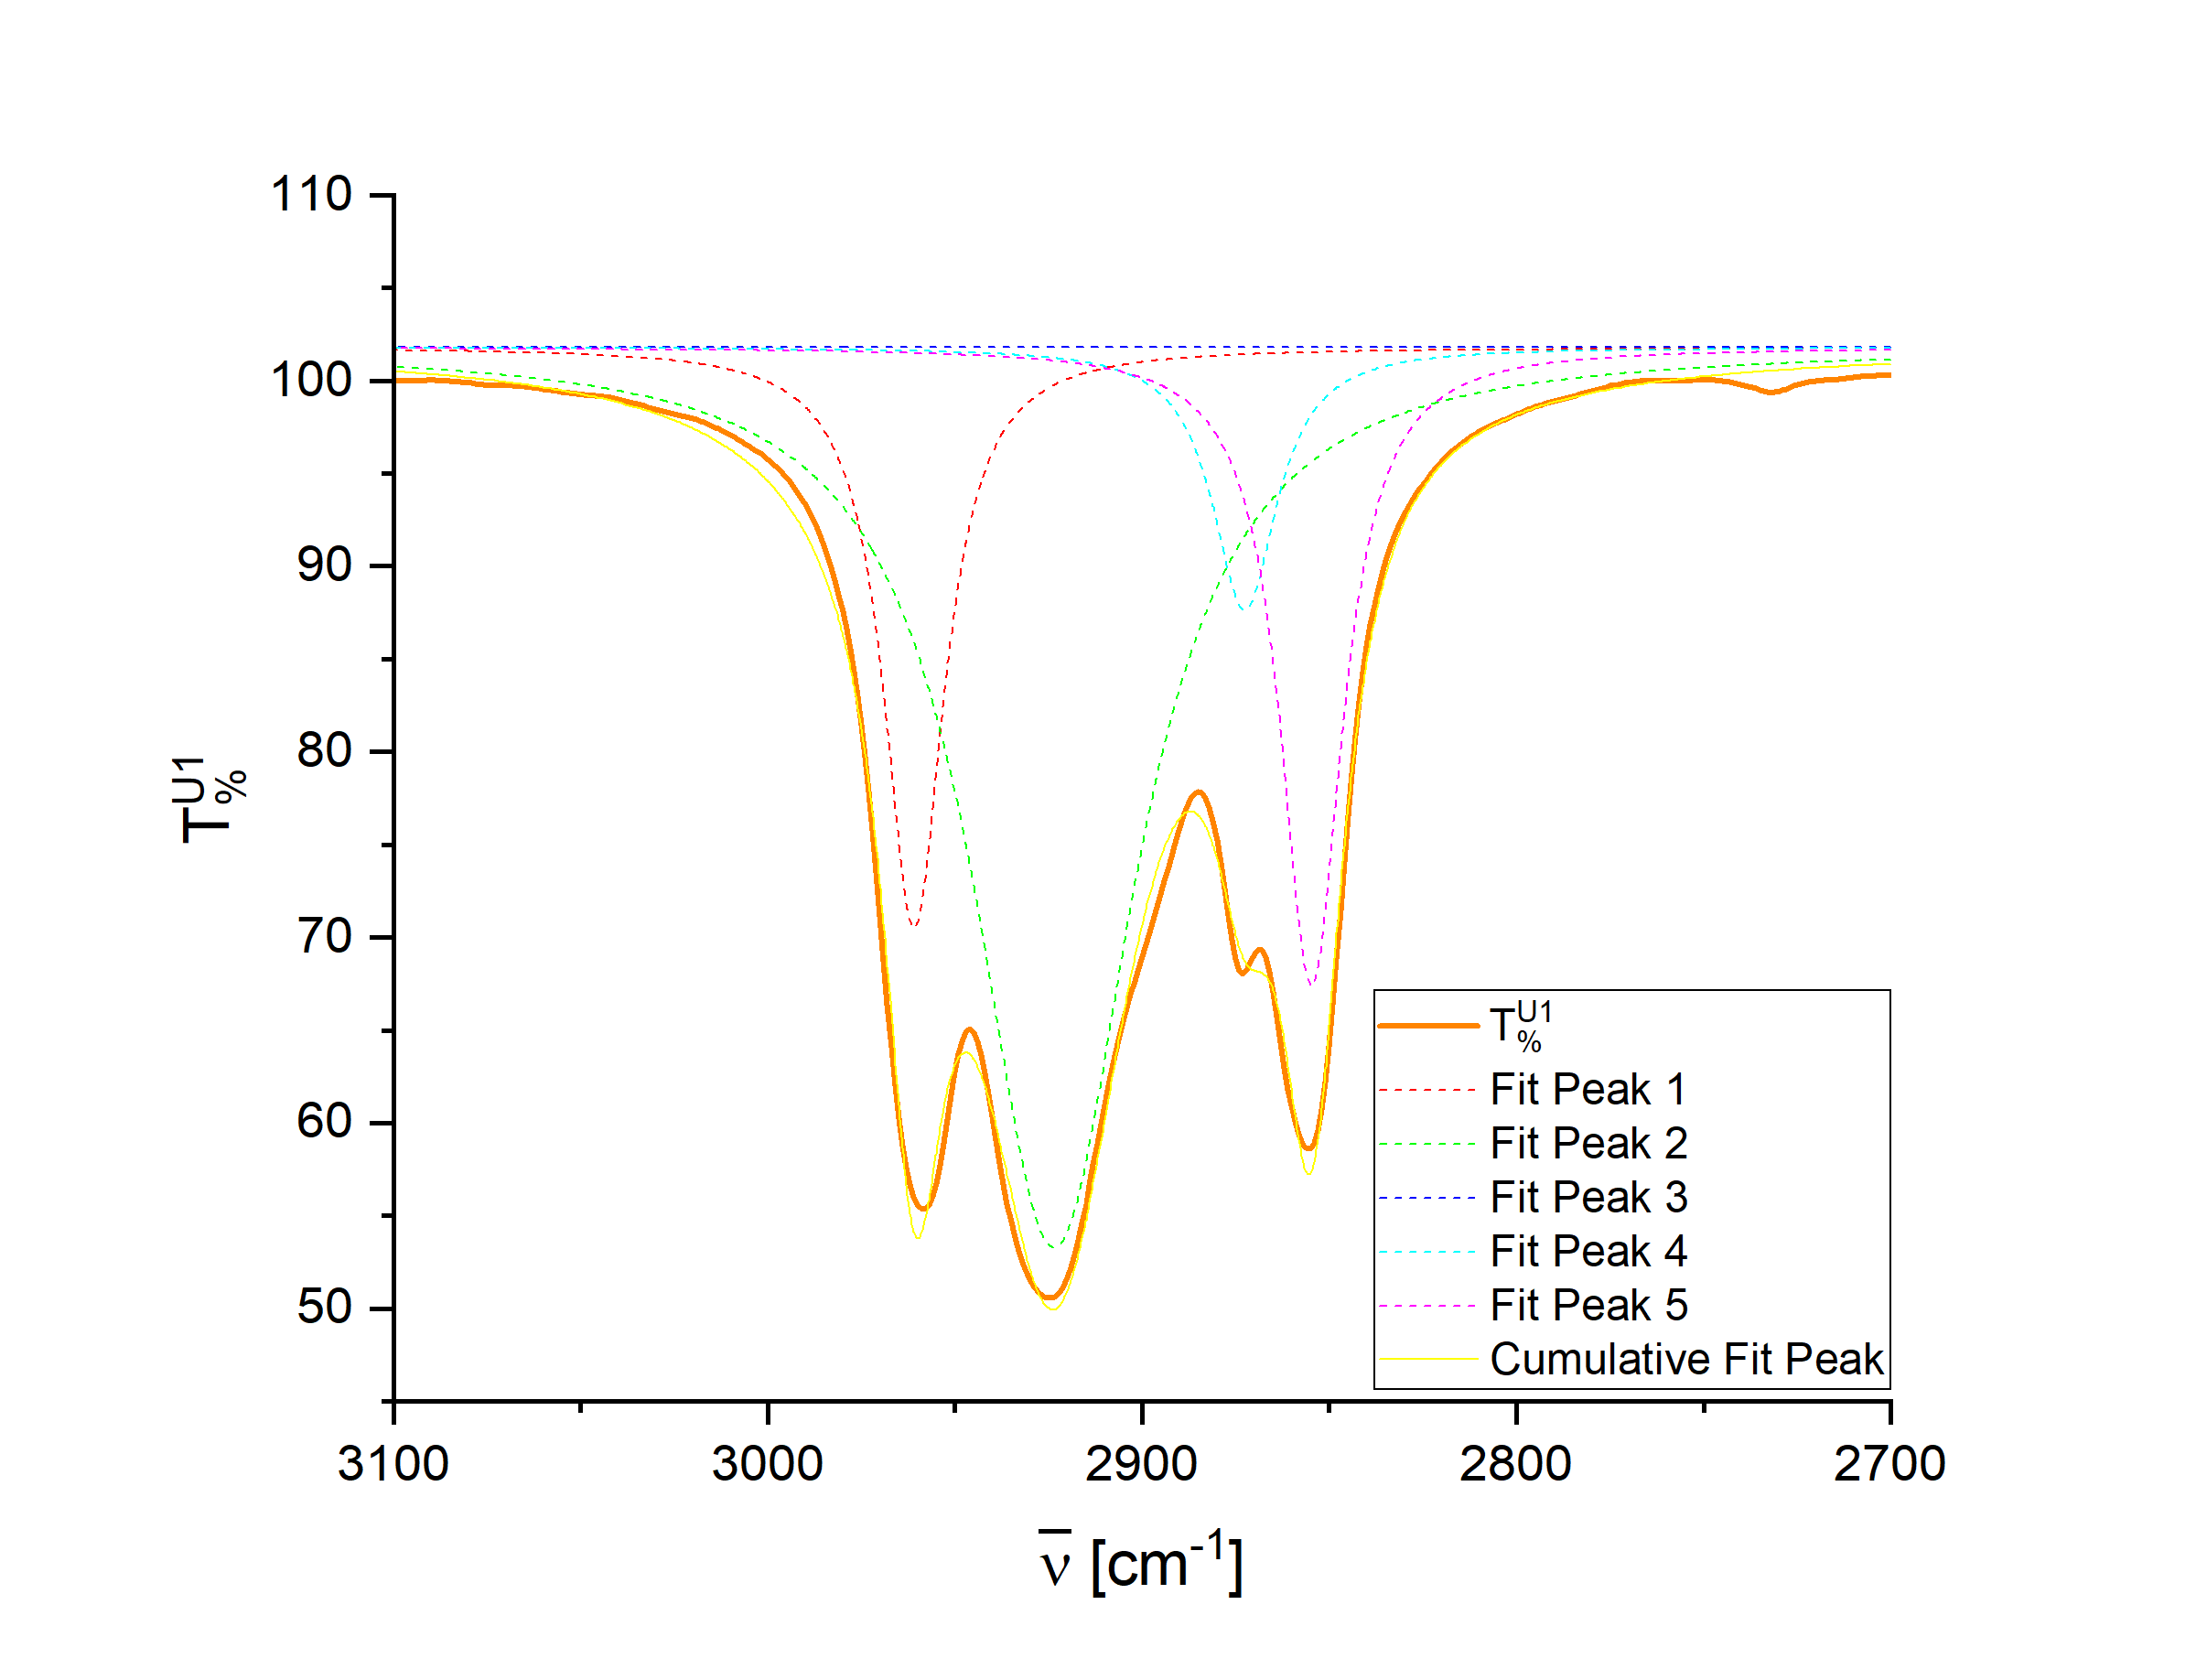 110
100
90
80
70
60
50
T%U1
3100 3000 2900 2800 2700
ν̅ [cm-1]
T%U1
Fit Peak 1
Fit Peak 2
Fit Peak 3
Fit Peak 4
Fit Peak 5
Cumulative Fit Peak